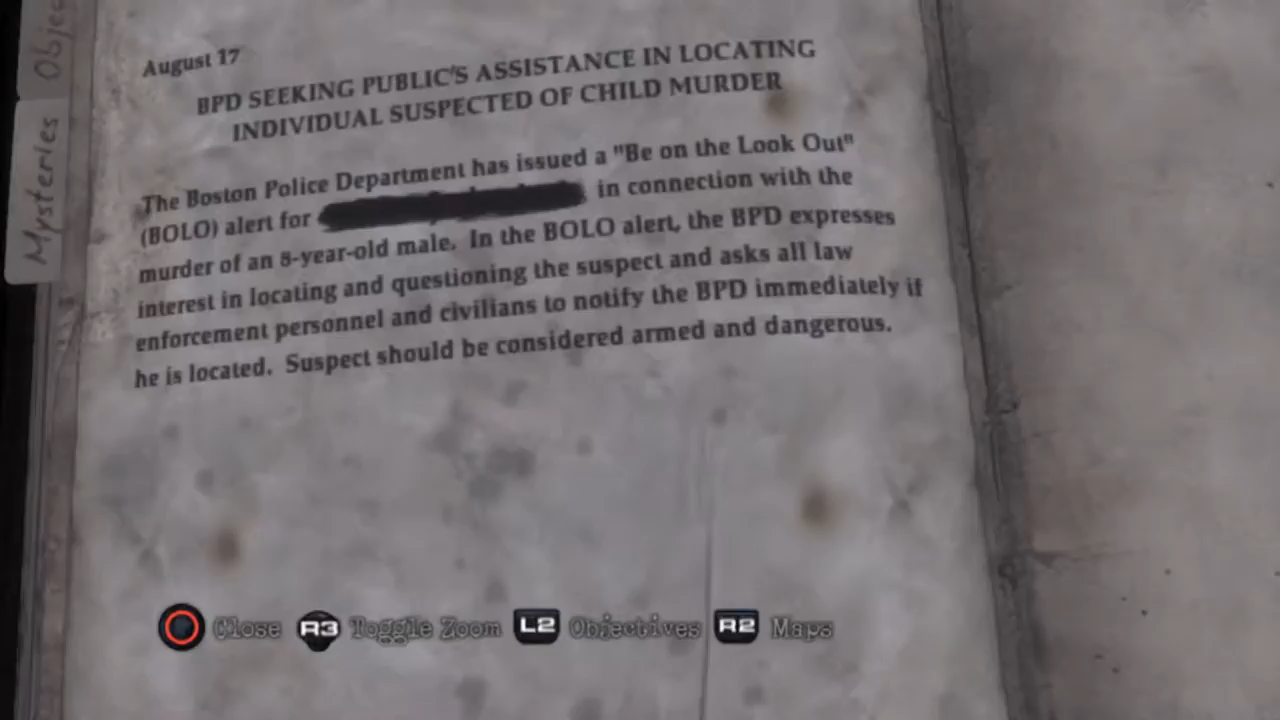 Objec
Mysteries
August 17
BPD SEEKING PUBLIC'S ASSISTANCE IN LOCATING
INDIVIDUAL SUSPECTED OF CHILD MURDER
The Boston Police Department has issued a "Be on the Look Out"
(BOLO) alert for in connection with the
murder of an 8-year-old male. In the BOLO alert, the BPD expresses
interest in locating and questioning the suspect and asks all law
enforcement personnel and civilians to notify the BPD immediately if
he is located. Suspect should be considered armed and dangerous.
Close R3 Toggle Zoom L2 Objectives R2 Maps